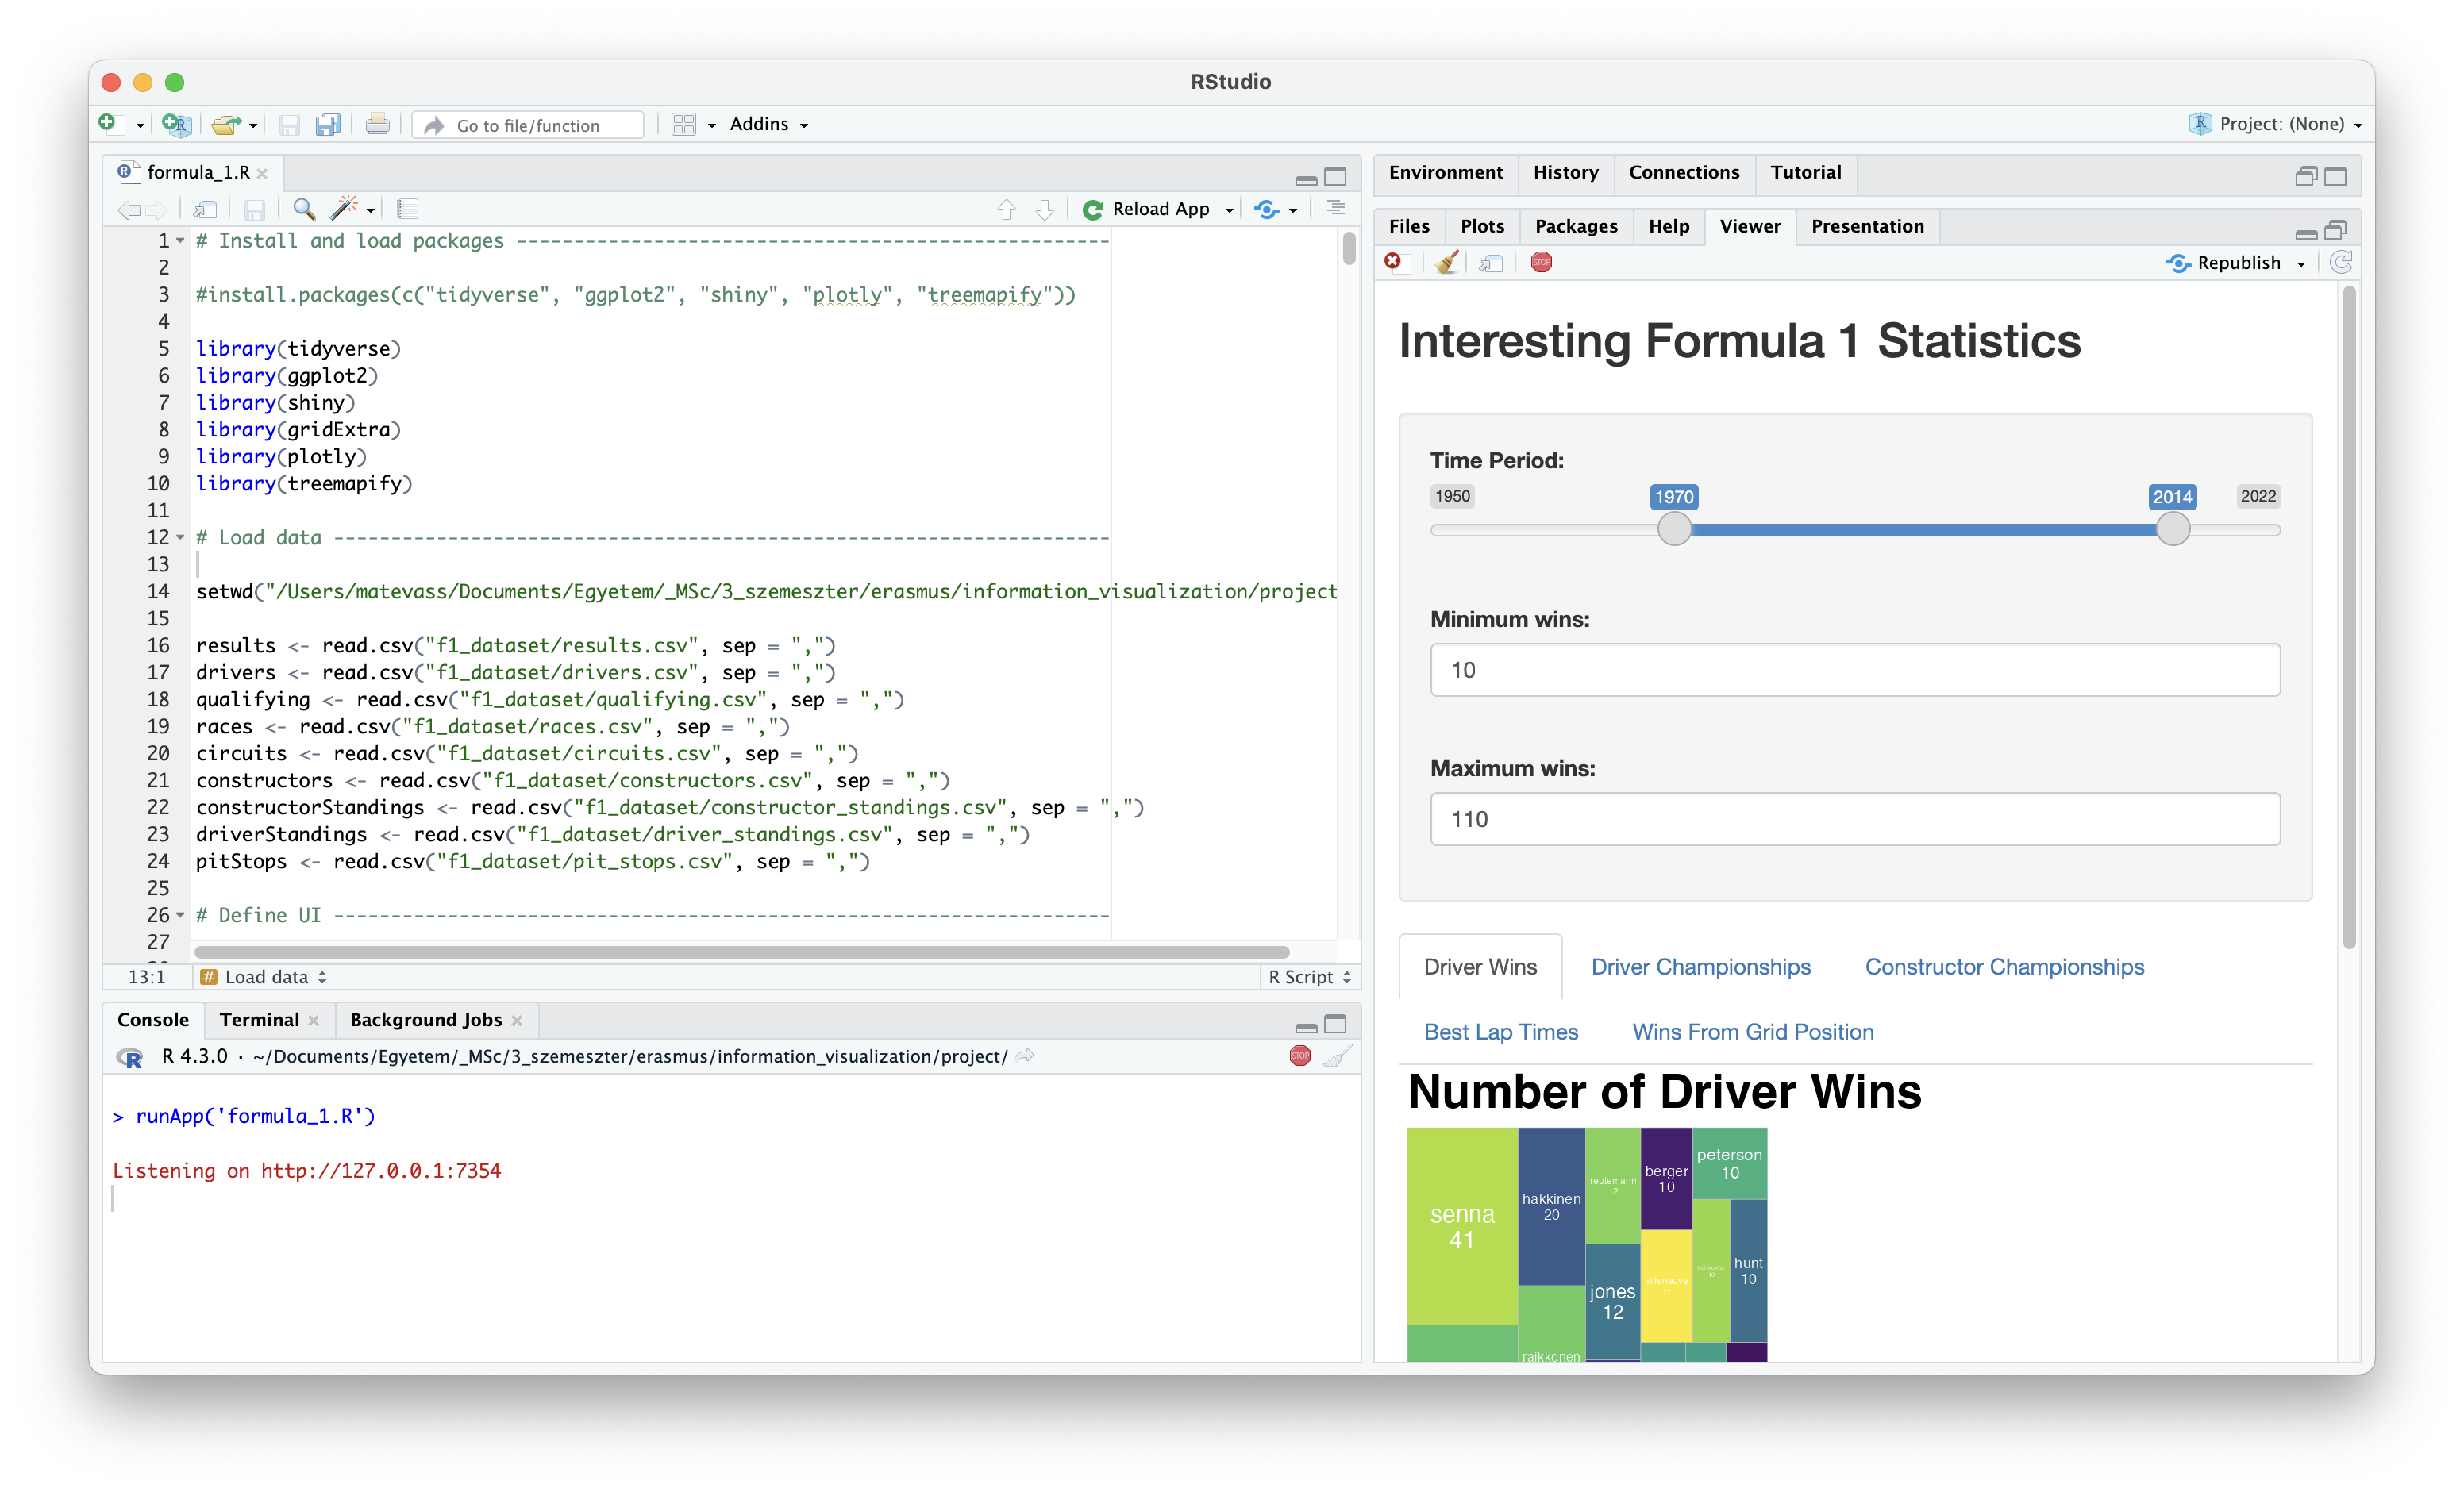 RStudio
Go to file/function
Addins
Project: (None)
formula_1.R
Reload App
1 # Install and load packages ----------------------------------------------------
2
3 #install.packages(c("tidyverse", "ggplot2", "shiny", "plotly", "treemapify"))
4
5 library(tidyverse)
6 library(ggplot2)
7 library(shiny)
8 library(gridExtra)
9 library(plotly)
10 library(treemapify)
11
12 # Load data --------------------------------------------------------------------
13
14 setwd("/Users/matevass/Documents/Egyetem/_MSc/3_szemeszter/erasmus/information_visualization/project
15
16 results <- read.csv("f1_dataset/results.csv", sep = ",")
17 drivers <- read.csv("f1_dataset/drivers.csv", sep = ",")
18 qualifying <- read.csv("f1_dataset/qualifying.csv", sep = ",")
19 races <- read.csv("f1_dataset/races.csv", sep = ",")
20 circuits <- read.csv("f1_dataset/circuits.csv", sep = ",")
21 constructors <- read.csv("f1_dataset/constructors.csv", sep = ",")
22 constructorStandings <- read.csv("f1_dataset/constructor_standings.csv", sep = ",")
23 driverStandings <- read.csv("f1_dataset/driver_standings.csv", sep = ",")
24 pitStops <- read.csv("f1_dataset/pit_stops.csv", sep = ",")
25
26 # Define UI --------------------------------------------------------------------
27
13:1 # Load data R Script
Console Terminal Background Jobs
R 4.3.0 · ~/Documents/Egyetem/_MSc/3_szemeszter/erasmus/information_visualization/project/
STOP
> runApp('formula_1.R')
Listening on http://127.0.0.1:7354
Environment History Connections Tutorial
Files Plots Packages Help Viewer Presentation
STOP
Republish
Interesting Formula 1 Statistics
Time Period:
1950 1970 2014 2022
Minimum wins:
10
Maximum wins:
110
Driver Wins Driver Championships Constructor Championships
Best Lap Times Wins From Grid Position
Number of Driver Wins
senna
41
hakkinen
20
raikkonen
reutemann
12
jones
12
berger
10
villeneuve
11
peterson
10
10
hunt
10